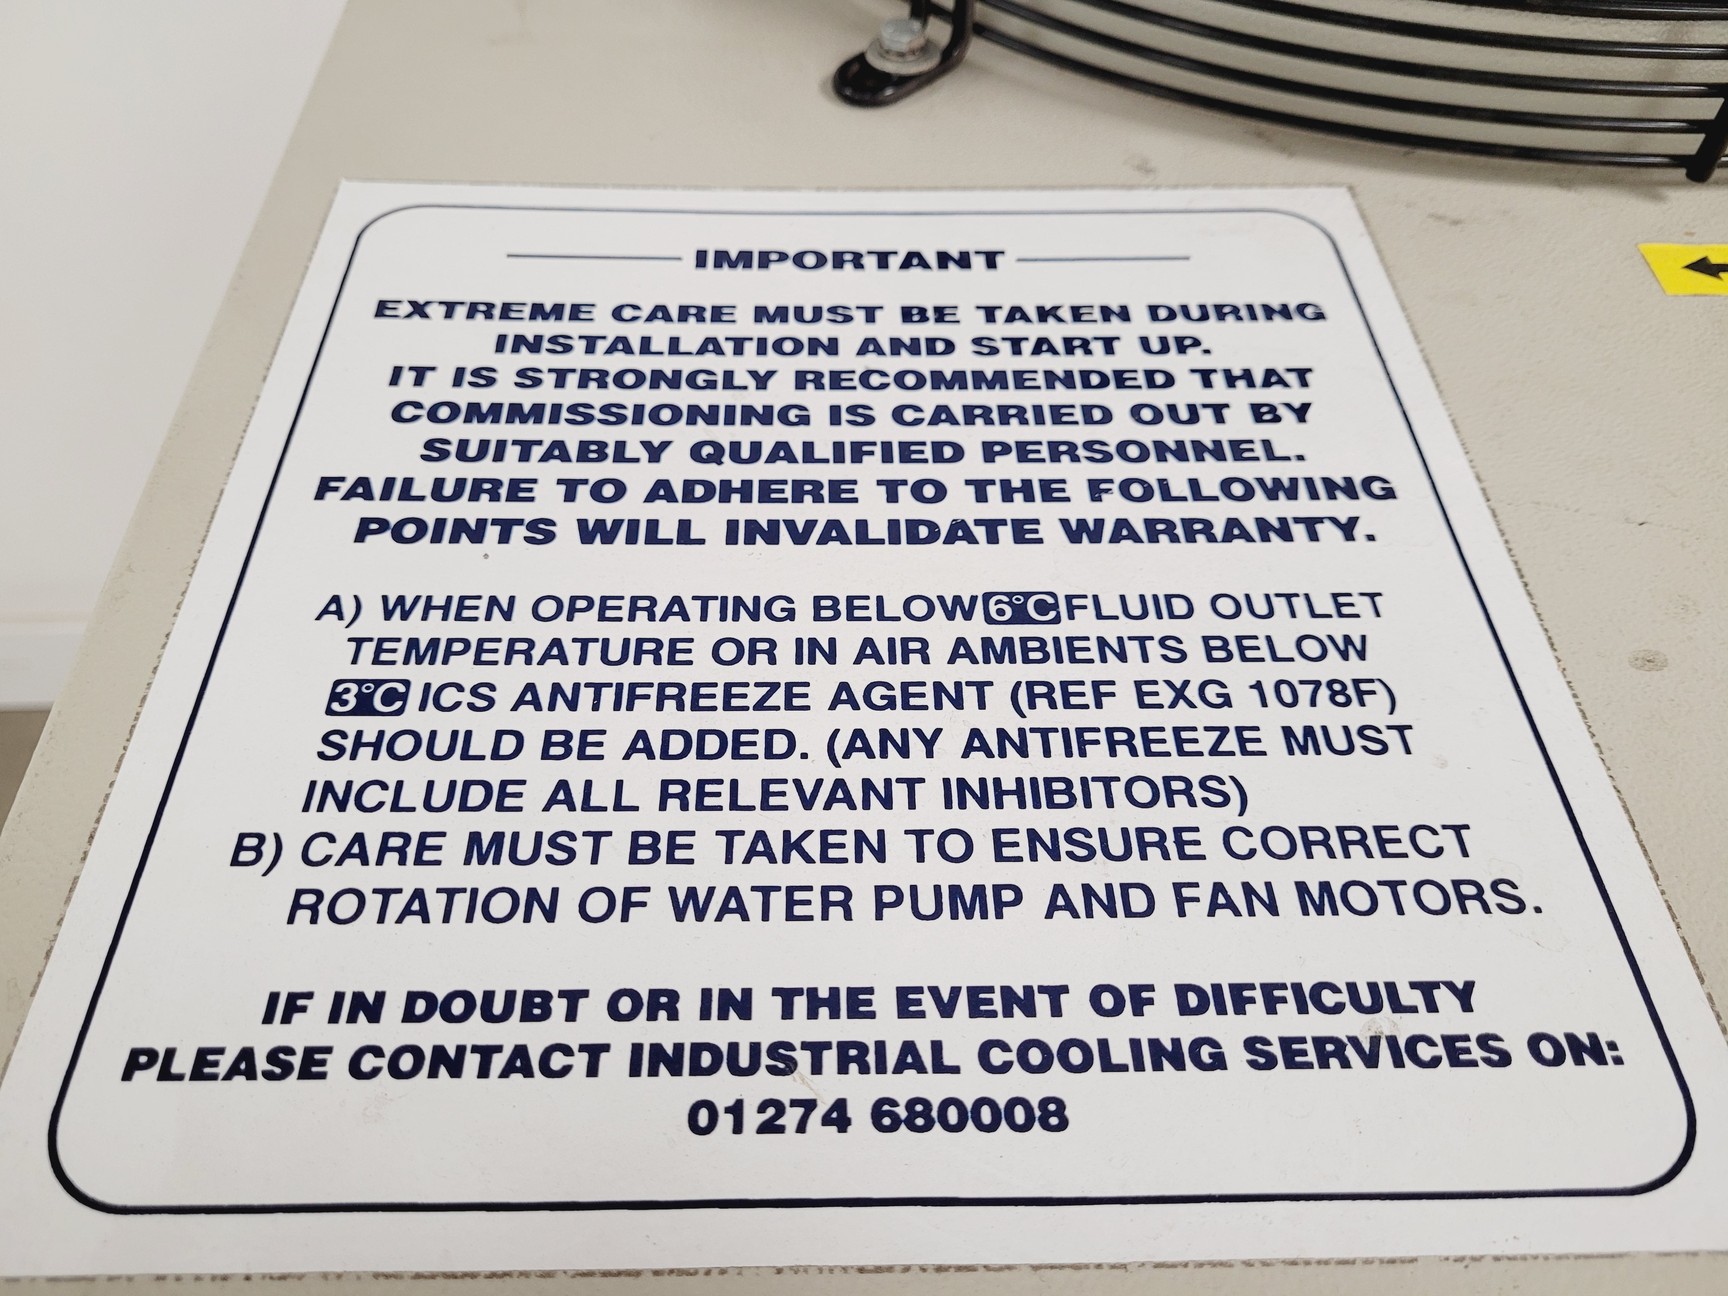 IMPORTANT
EXTREME CARE MUST BE TAKEN DURING
INSTALLATION AND START UP.
IT IS STRONGLY RECOMMENDED THAT
COMMISSIONING IS CARRIED OUT BY
SUITABLY QUALIFIED PERSONNEL.
FAILURE TO ADHERE TO THE FOLLOWING
POINTS WILL INVALIDATE WARRANTY.
A) WHEN OPERATING BELOW 6°C FLUID OUTLET
TEMPERATURE OR IN AIR AMBIENTS BELOW
3°C ICS ANTIFREEZE AGENT (REF EXG 1078F)
SHOULD BE ADDED. (ANY ANTIFREEZE MUST
INCLUDE ALL RELEVANT INHIBITORS)
B) CARE MUST BE TAKEN TO ENSURE CORRECT
ROTATION OF WATER PUMP AND FAN MOTORS.
IF IN DOUBT OR IN THE EVENT OF DIFFICULTY
PLEASE CONTACT INDUSTRIAL COOLING SERVICES ON:
01274 680008